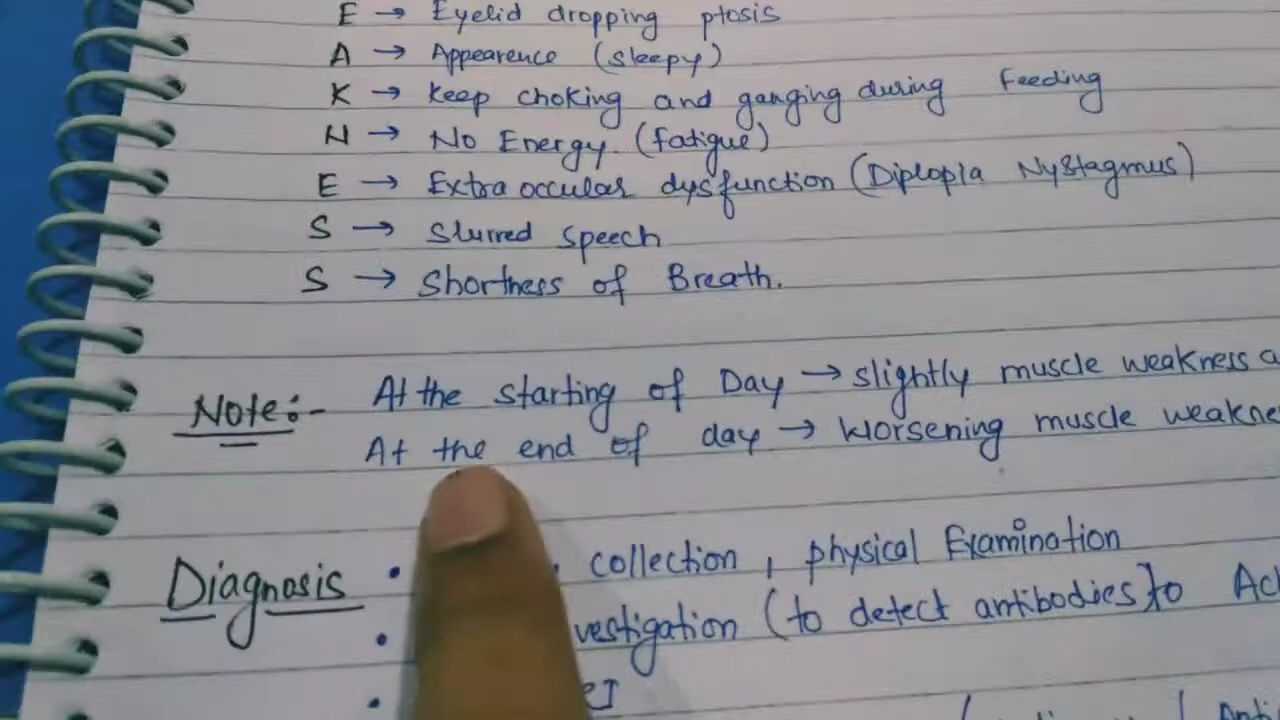 E → Eyelid dropping ptosis
A → Appearence (sleepy)
K → Keep choking and ganging during feeding
N → No Energy. (fatigue)
E → Extra occular dysfunction (Diplopia Nystagmus)
S → Slurred speech
S → Shortness of Breath.
Note:- At the starting of Day → slightly muscle weakness
At the end of day → Worsening muscle
Diagnosis • collection, physical Examination
• (to detect antibodies] to
•